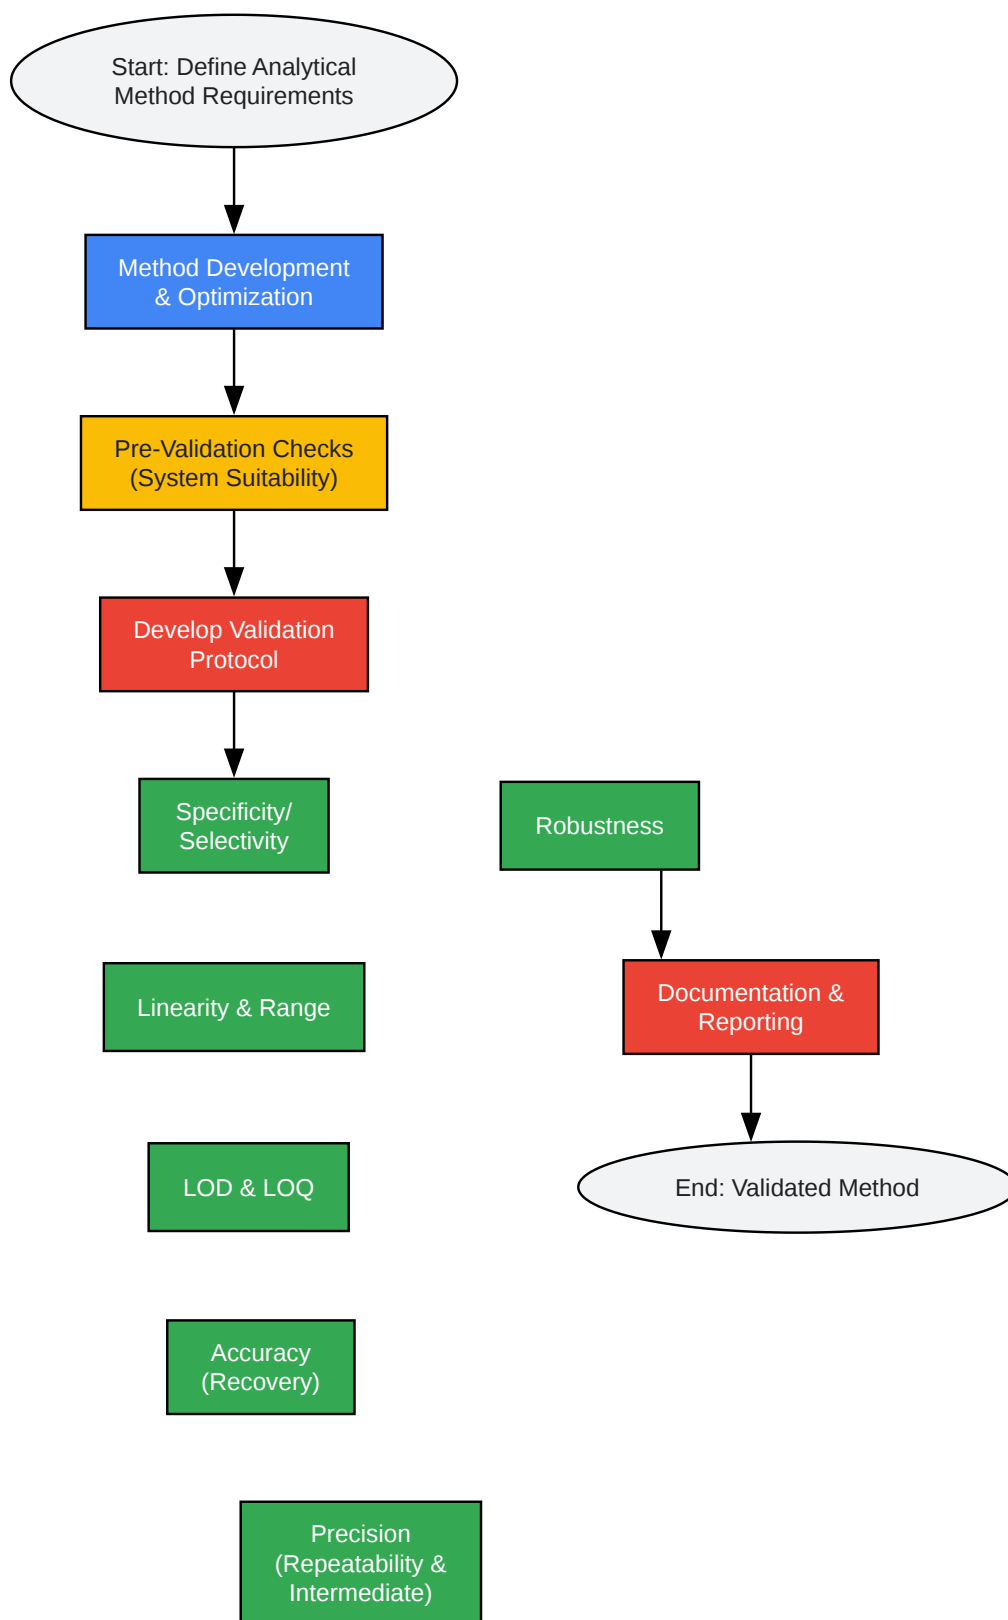 Start: Define Analytical
Method Requirements
Method Development
& Optimization
Pre-Validation Checks
(System Suitability)
Develop Validation
Protocol
Specificity/
Selectivity
Robustness
Linearity & Range
Documentation &
Reporting
LOD & LOQ
End: Validated Method
Accuracy
(Recovery)
Precision
(Repeatability &
Intermediate)